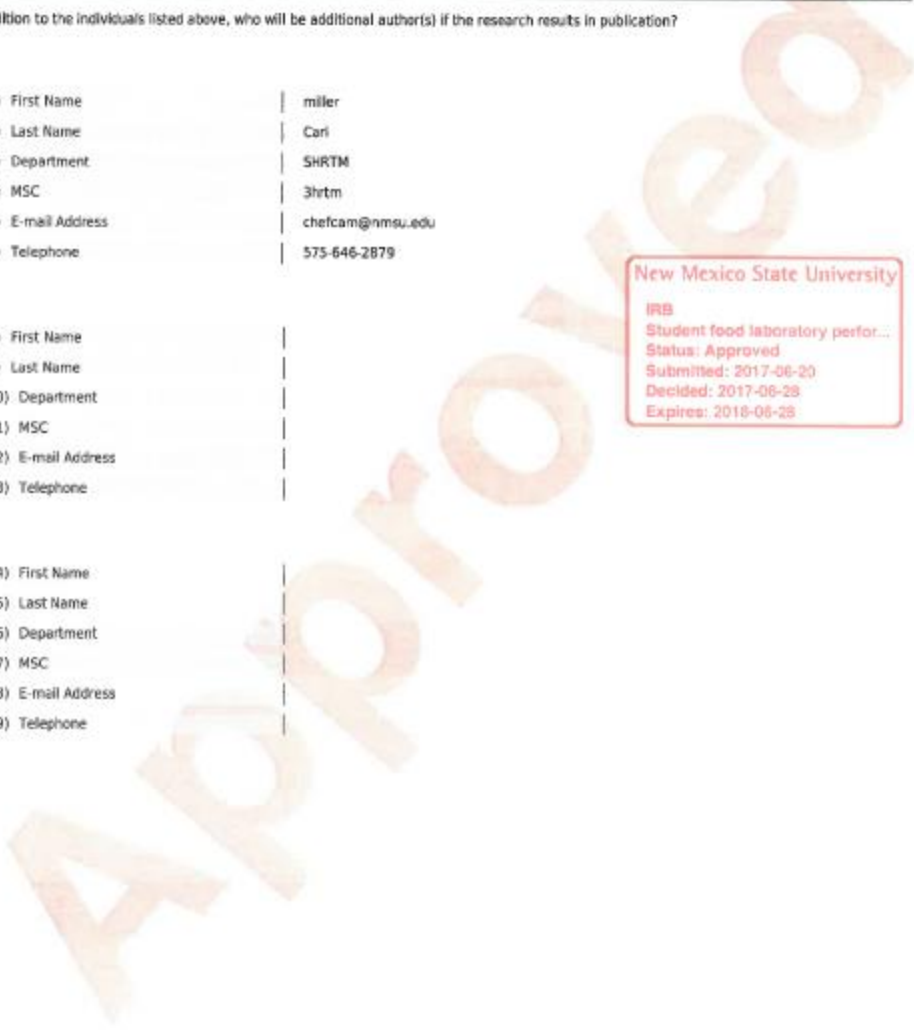 ition to the individuals listed above, who will be additional author(s) if the research results in publication?
First Name | miller
Last Name | Carl
Department | SHRTM
MSC | 3hrtm
E-mail Address | chefcam@nmsu.edu
Telephone | 575-646-2879
New Mexico State University
IRB
Student food laboratory perfor...
Status: Approved
Submitted: 2017-06-20
Decided: 2017-06-28
Expires: 2018-06-28
First Name |
Last Name |
0) Department |
1) MSC |
2) E-mail Address |
3) Telephone |
4) First Name |
5) Last Name |
6) Department |
7) MSC |
8) E-mail Address |
9) Telephone |
Approved